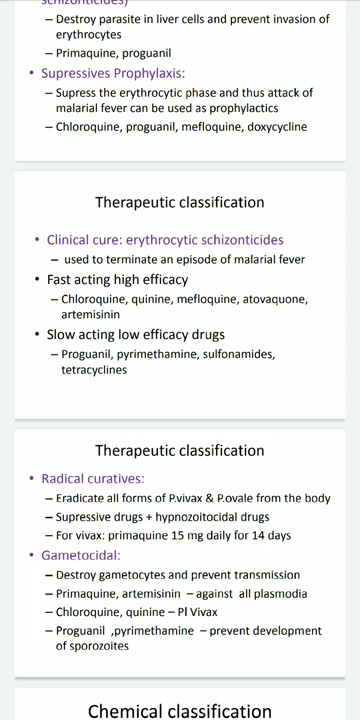 schizonticides)
– Destroy parasite in liver cells and prevent invasion of
erythrocytes
– Primaquine, proguanil
• Supressives Prophylaxis:
– Supress the erythrocytic phase and thus attack of
malarial fever can be used as prophylactics
– Chloroquine, proguanil, mefloquine, doxycycline
Therapeutic classification
• Clinical cure: erythrocytic schizonticides
– used to terminate an episode of malarial fever
• Fast acting high efficacy
– Chloroquine, quinine, mefloquine, atovaquone,
artemisinin
• Slow acting low efficacy drugs
– Proguanil, pyrimethamine, sulfonamides,
tetracyclines
Therapeutic classification
• Radical curatives:
– Eradicate all forms of P.vivax & P.ovale from the body
– Supressive drugs + hypnozoitocidal drugs
– For vivax: primaquine 15 mg daily for 14 days
• Gametocidal:
– Destroy gametocytes and prevent transmission
– Primaquine, artemisinin – against all plasmodia
– Chloroquine, quinine – Pl Vivax
– Proguanil ,pyrimethamine – prevent development
of sporozoites
Chemical classification